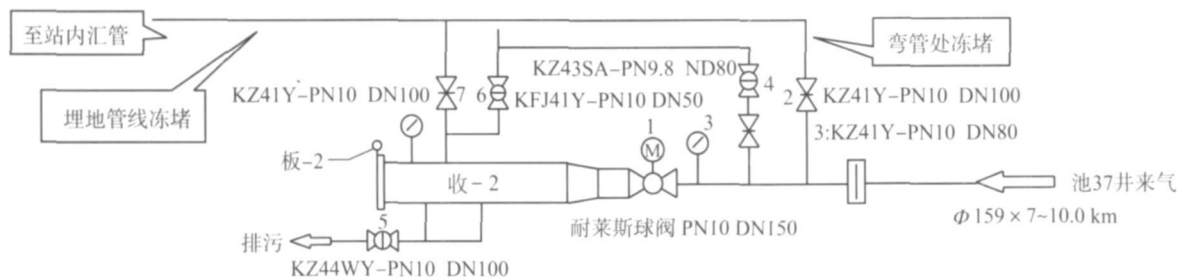 至站内汇管
弯管处冻堵
埋地管线冻堵
KZ43SA-PN9.8 ND80
4
KZ41Y-PN10 DN100
7
6
KFJ41Y-PN10 DN50
2
KZ41Y-PN10 DN100
1
3
3:KZ41Y-PN10 DN80
M
板-2
收-2
池37井来气
5
耐莱斯球阀 PN10 DN150
Φ159×7~10.0 km
排污
KZ44WY-PN10 DN100